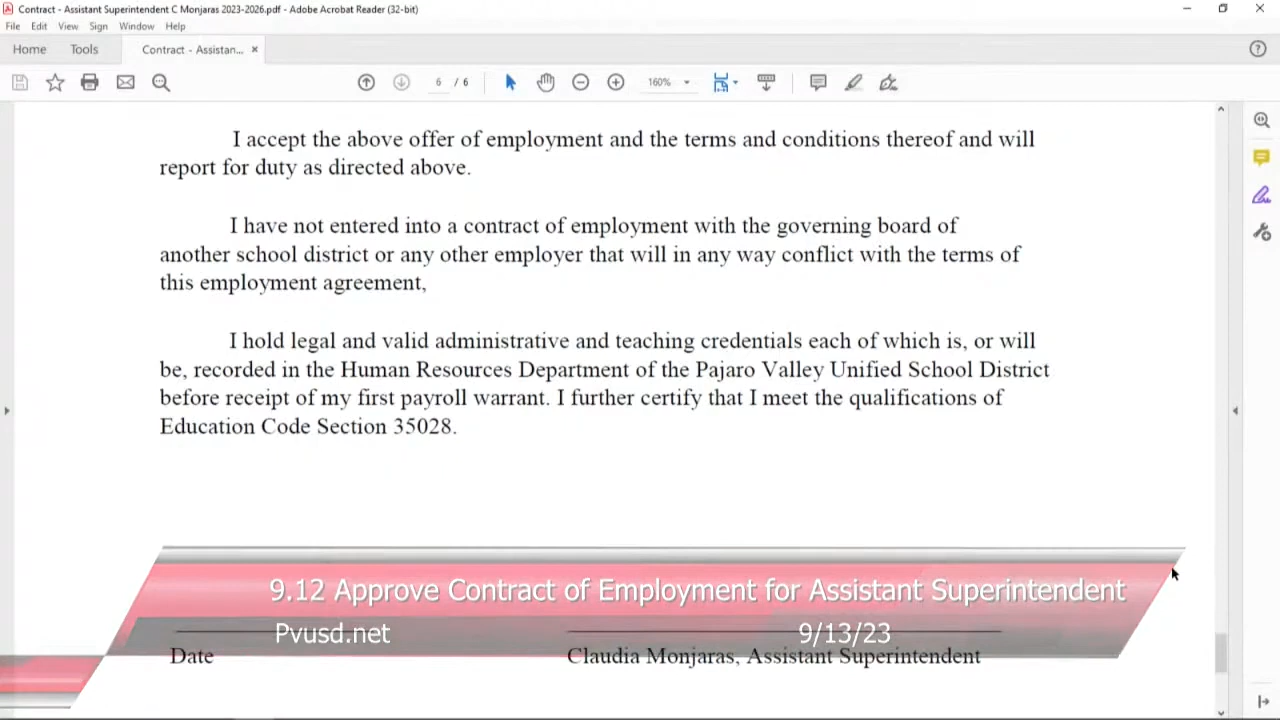 Contract - Assistant Superintendent C Monjaras 2023-2026.pdf - Adobe Acrobat Reader (32-bit)
File Edit View Sign Window Help
Home Tools Contract - Assistan... ×
6 / 6 160%
I accept the above offer of employment and the terms and conditions thereof and will
report for duty as directed above.
I have not entered into a contract of employment with the governing board of
another school district or any other employer that will in any way conflict with the terms of
this employment agreement,
I hold legal and valid administrative and teaching credentials each of which is, or will
be, recorded in the Human Resources Department of the Pajaro Valley Unified School District
before receipt of my first payroll warrant. I further certify that I meet the qualifications of
Education Code Section 35028.
9.12 Approve Contract of Employment for Assistant Superintendent
Pvusd.net 9/13/23
Date Claudia Monjaras, Assistant Superintendent